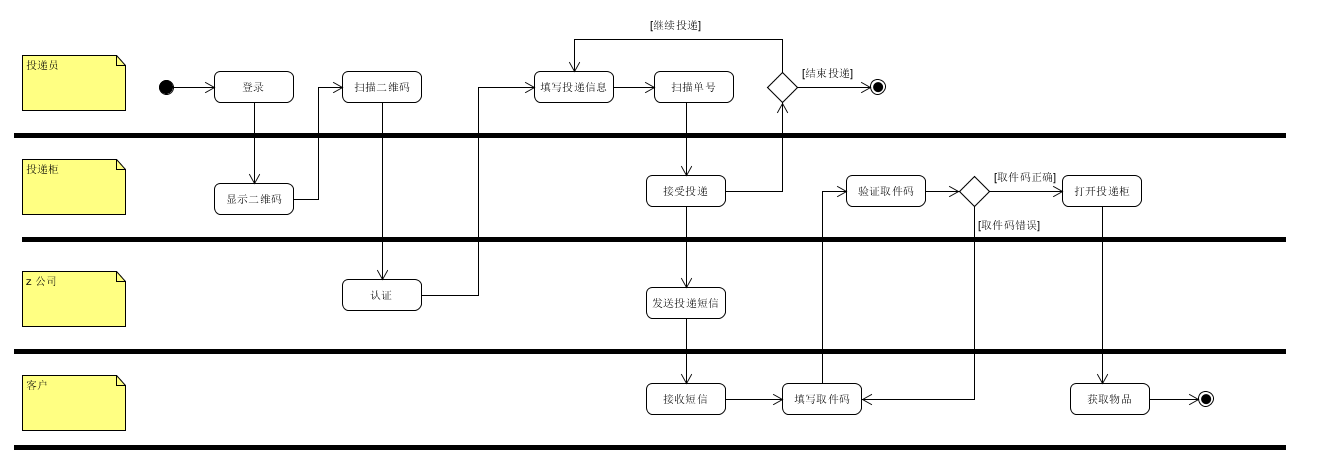 [继续投递]
投递员
登录
扫描二维码
填写投递信息
扫描单号
[结束投递]
投递柜
显示二维码
接受投递
验证取件码
[取件码正确]
打开投递柜
[取件码错误]
z 公司
认证
发送投递短信
客户
接收短信
填写取件码
获取物品